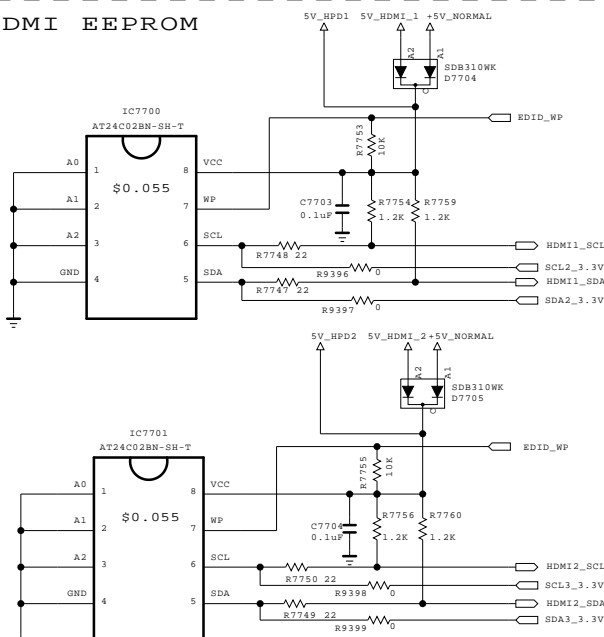 DMI EEPROM
5V_HPD1 5V_HDMI_1 +5V_NORMAL
A2 A1
SDB310WK
D7704
C
IC7700
AT24C02BN-SH-T
EDID_WP
R7753
10K
A0 1 8 VCC
$0.055
A1 2 7 WP
C7703
0.1uF
R7754
1.2K
R7759
1.2K
A2 3 6 SCL
R7748 22
HDMI1_SCL
R9396 0
SCL2_3.3V
GND 4 5 SDA
R7747 22
HDMI1_SDA
R9397 0
SDA2_3.3V
5V_HPD2 5V_HDMI_2 +5V_NORMAL
A2 A1
SDB310WK
D7705
C
IC7701
AT24C02BN-SH-T
EDID_WP
R7755
10K
A0 1 8 VCC
$0.055
A1 2 7 WP
C7704
0.1uF
R7756
1.2K
R7760
1.2K
A2 3 6 SCL
R7750 22
HDMI2_SCL
R9398 0
SCL3_3.3V
GND 4 5 SDA
R7749 22
HDMI2_SDA
R9399 0
SDA3_3.3V